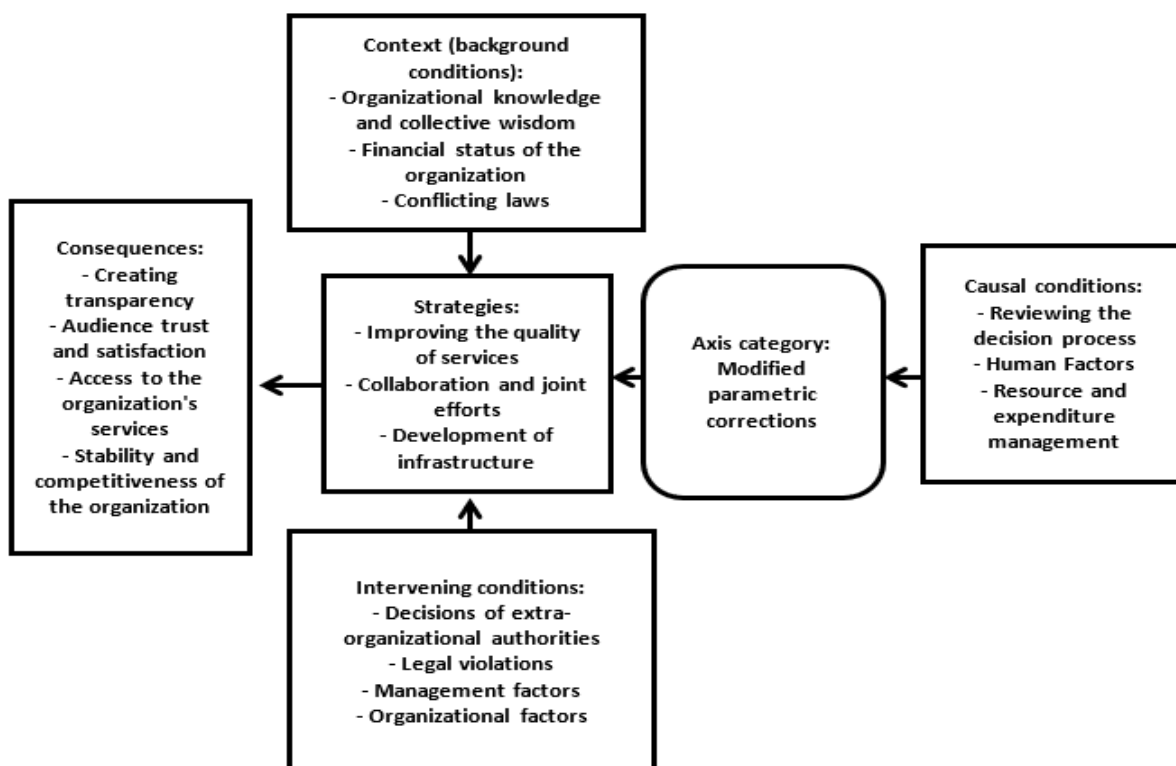 Context (background
conditions):
- Organizational knowledge
and collective wisdom
- Financial status of the
organization
- Conflicting laws
Consequences:
- Creating
transparency
- Audience trust
and satisfaction
- Access to the
organization's
services
- Stability and
competitiveness of
the organization
Strategies:
- Improving the quality
of services
- Collaboration and joint
efforts
- Development of
infrastructure
Axis category:
Modified
parametric
corrections
Causal conditions:
- Reviewing the
decision process
- Human Factors
- Resource and
expenditure
management
Intervening conditions:
- Decisions of extra-
organizational authorities
- Legal violations
- Management factors
- Organizational factors